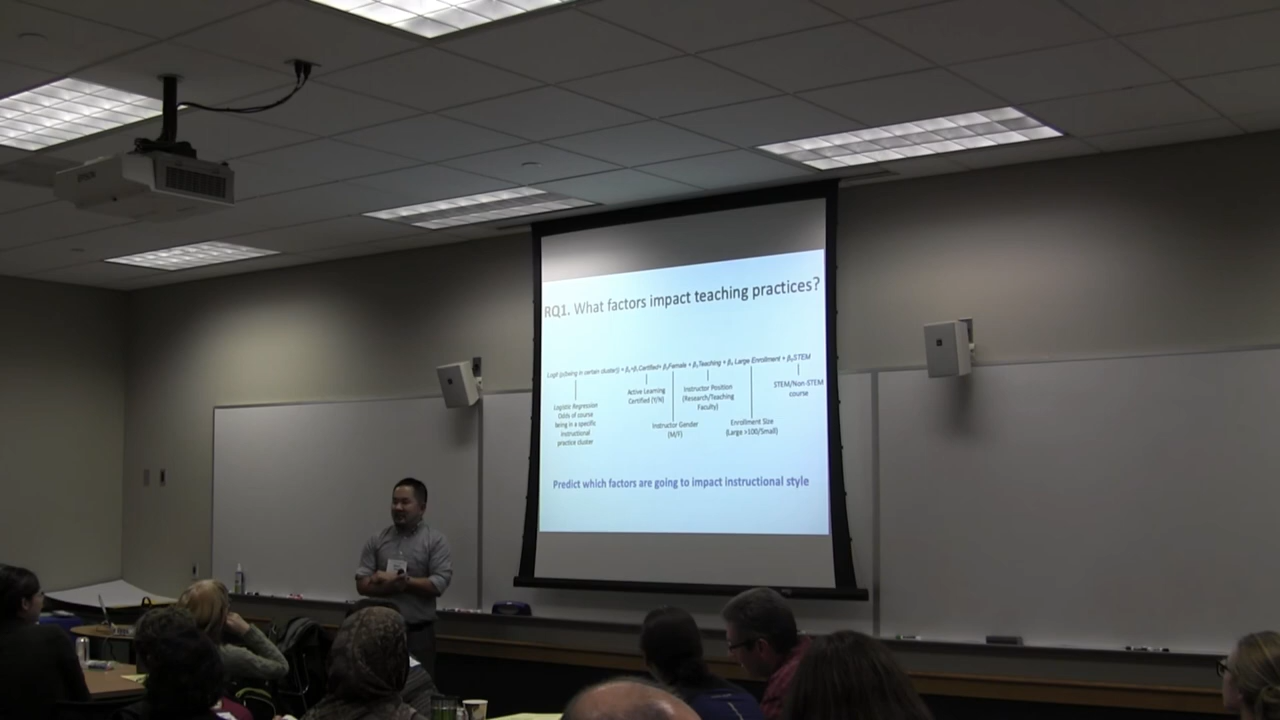 RQ1. What factors impact teaching practices?
Logit (p(being in certain cluster)) = β₀+β₁Certified+ β₂Female + β₃Teaching + β₄ Large Enrollment + β₅STEM
Logistic Regression
Odds of course
being in a specific
instructional
practice cluster
Active Learning
Certified (Y/N)
Instructor Gender
(M/F)
Instructor Position
(Research/Teaching
Faculty)
Enrollment Size
(Large >100/Small)
STEM/Non-STEM
course
Predict which factors are going to impact instructional style